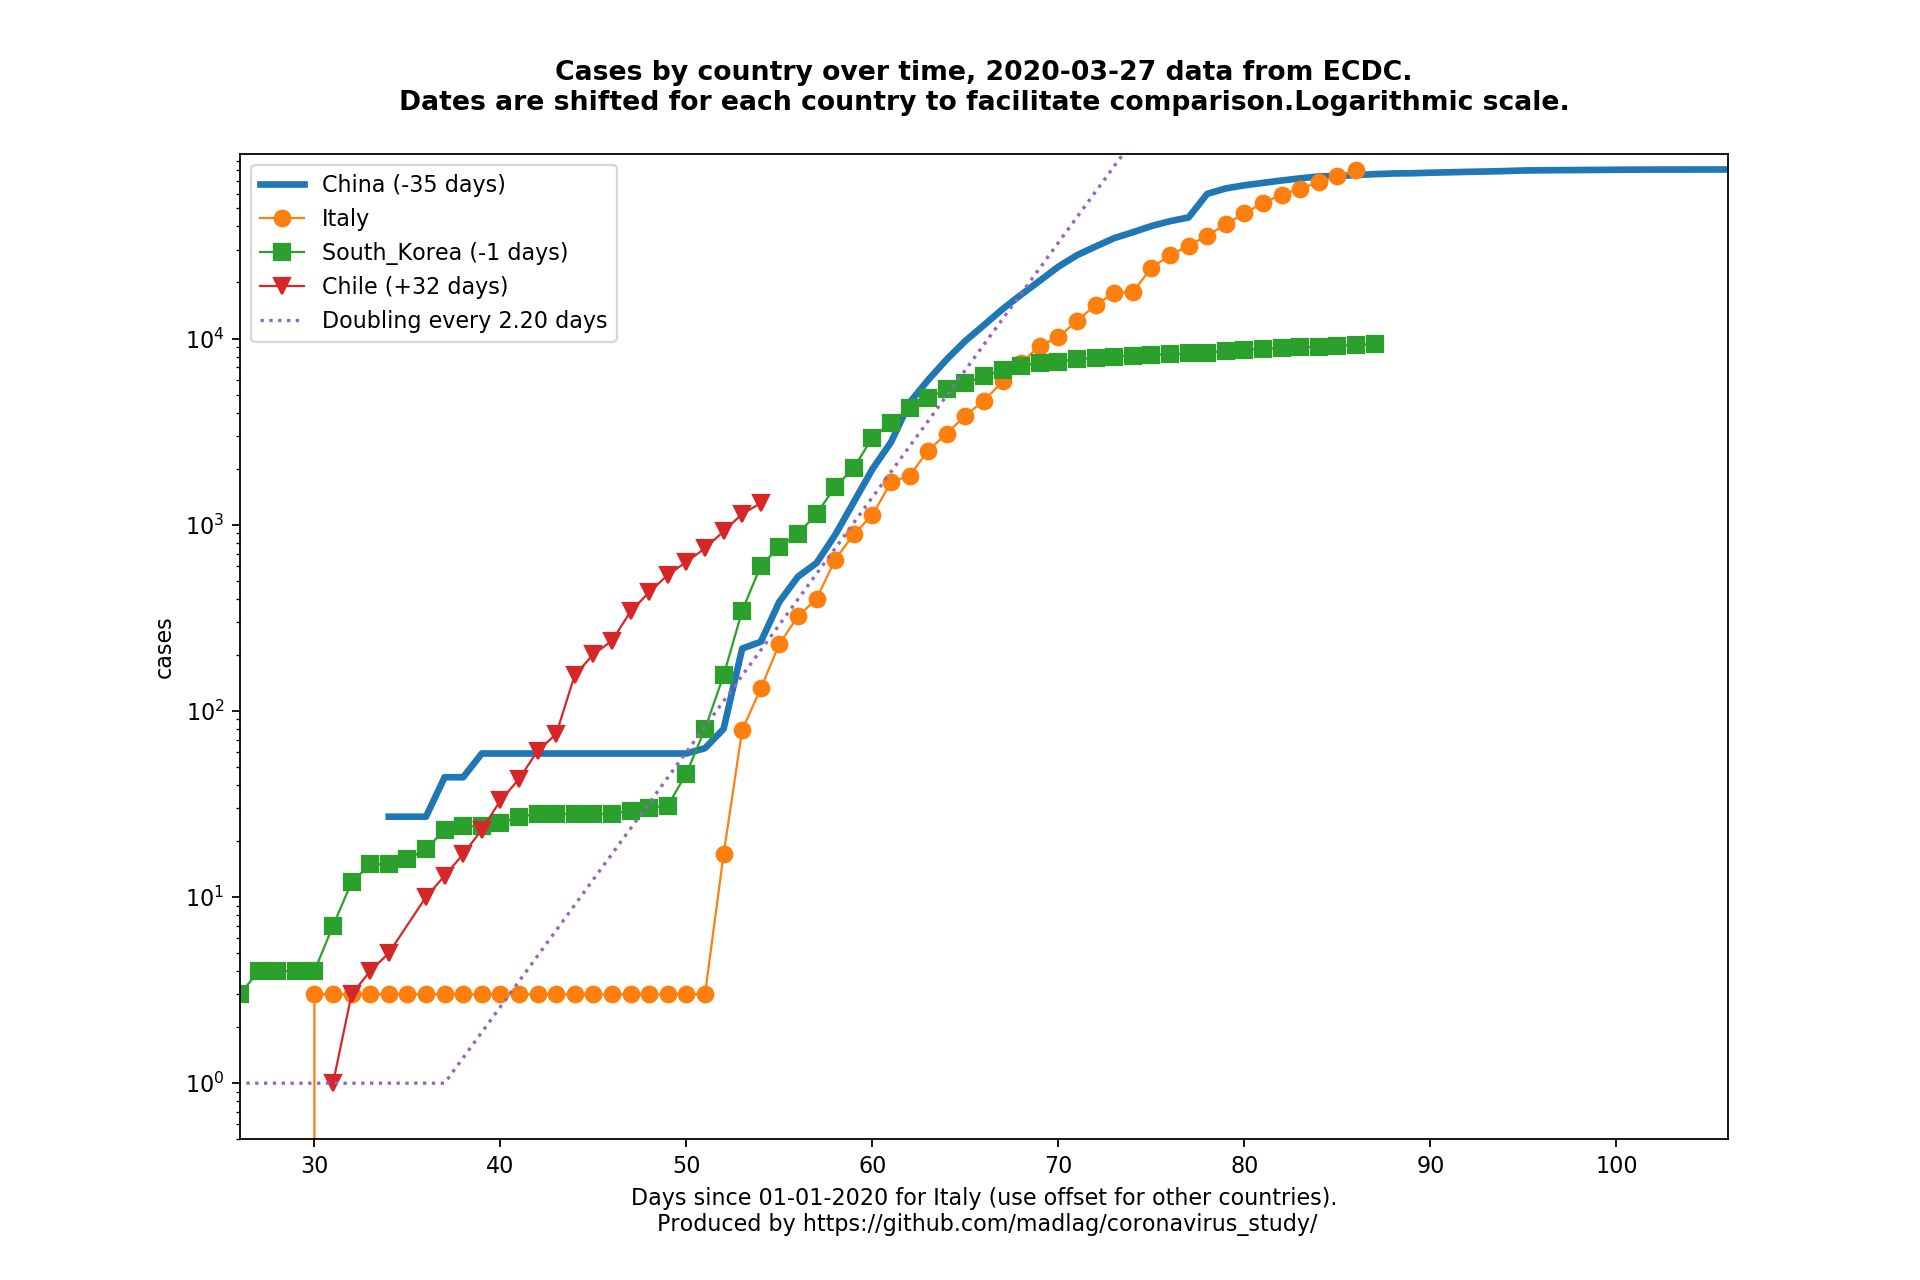 Cases by country over time, 2020-03-27 data from ECDC.
Dates are shifted for each country to facilitate comparison.Logarithmic scale.
China (-35 days)
Italy
South_Korea (-1 days)
Chile (+32 days)
Doubling every 2.20 days
cases
10⁴
10³
10²
10¹
10⁰
30 40 50 60 70 80 90 100
Days since 01-01-2020 for Italy (use offset for other countries).
Produced by https://github.com/madlag/coronavirus_study/